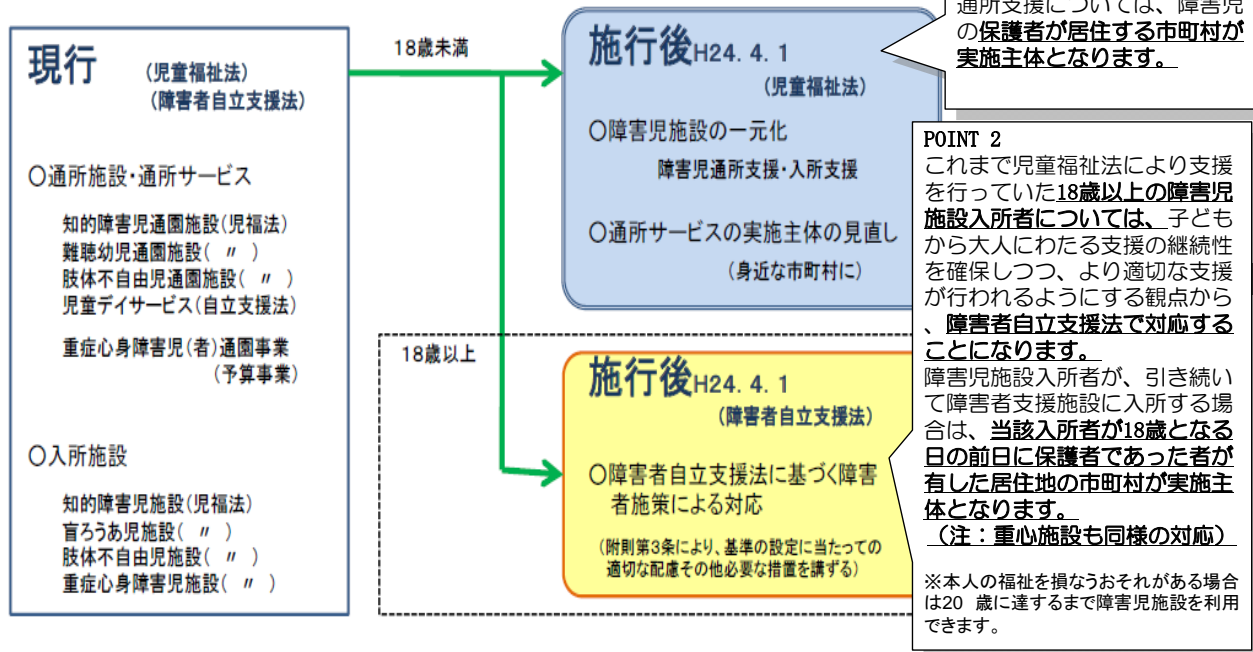 現行 (児童福祉法)
(障害者自立支援法)
〇通所施設・通所サービス
知的障害児通園施設(児福法)
難聴幼児通園施設( 〃 )
肢体不自由児通園施設( 〃 )
児童デイサービス(自立支援法)
重症心身障害児(者)通園事業
(予算事業)
〇入所施設
知的障害児施設(児福法)
盲ろうあ児施設( 〃 )
肢体不自由児施設( 〃 )
重症心身障害児施設( 〃 )
18歳未満
施行後H24. 4. 1
(児童福祉法)
〇障害児施設の一元化
障害児通所支援・入所支援
〇通所サービスの実施主体の見直し
(身近な市町村に)
18歳以上
施行後H24. 4. 1
(障害者自立支援法)
〇障害者自立支援法に基づく障害
者施策による対応
(附則第3条により、基準の設定に当たっての
適切な配慮その他必要な措置を講ずる)
通所支援については、障害児
の保護者が居住する市町村が
実施主体となります。
POINT 2
これまで児童福祉法により支援
を行っていた18歳以上の障害児
施設入所者については、子ども
から大人にわたる支援の継続性
を確保しつつ、より適切な支援
が行われるようにする観点から
、障害者自立支援法で対応する
ことになります。
障害児施設入所者が、引き続い
て障害者支援施設に入所する場
合は、当該入所者が18歳となる
日の前日に保護者であった者が
有した居住地の市町村が実施主
体となります。
(注：重心施設も同様の対応)
※本人の福祉を損なうおそれがある場合
は20 歳に達するまで障害児施設を利用
できます。